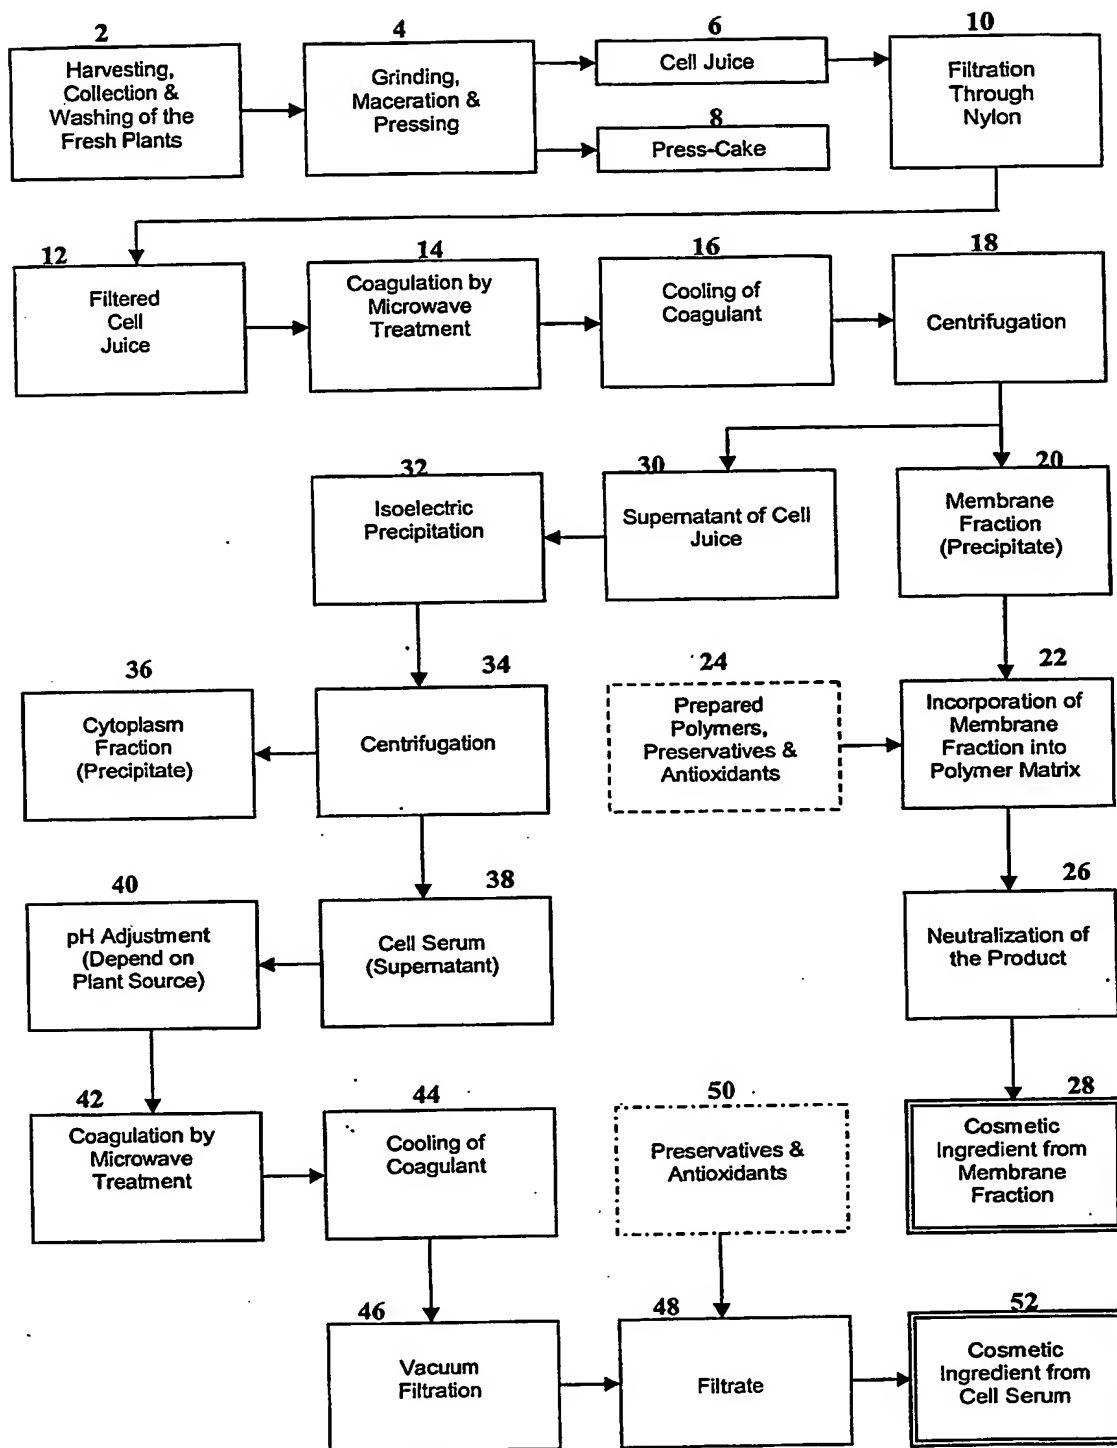 2
Harvesting,
Collection &
Washing of the
Fresh Plants
4
Grinding,
Maceration &
Pressing
6
Cell Juice
8
Press-Cake
10
Filtration
Through
Nylon
12
Filtered
Cell
Juice
14
Coagulation by
Microwave
Treatment
16
Cooling of
Coagulant
18
Centrifugation
32
Isoelectric
Precipitation
30
Supernatant of Cell
Juice
20
Membrane
Fraction
(Precipitate)
36
Cytoplasm
Fraction
(Precipitate)
34
Centrifugation
24
Prepared
Polymers,
Preservatives &
Antioxidants
22
Incorporation of
Membrane
Fraction into
Polymer Matrix
40
pH Adjustment
(Depend on
Plant Source)
38
Cell Serum
(Supernatant)
26
Neutralization of
the Product
42
Coagulation by
Microwave
Treatment
44
Cooling of
Coagulant
50
Preservatives &
Antioxidants
28
Cosmetic
Ingredient from
Membrane
Fraction
46
Vacuum
Filtration
48
Filtrate
52
Cosmetic
Ingredient from
Cell Serum